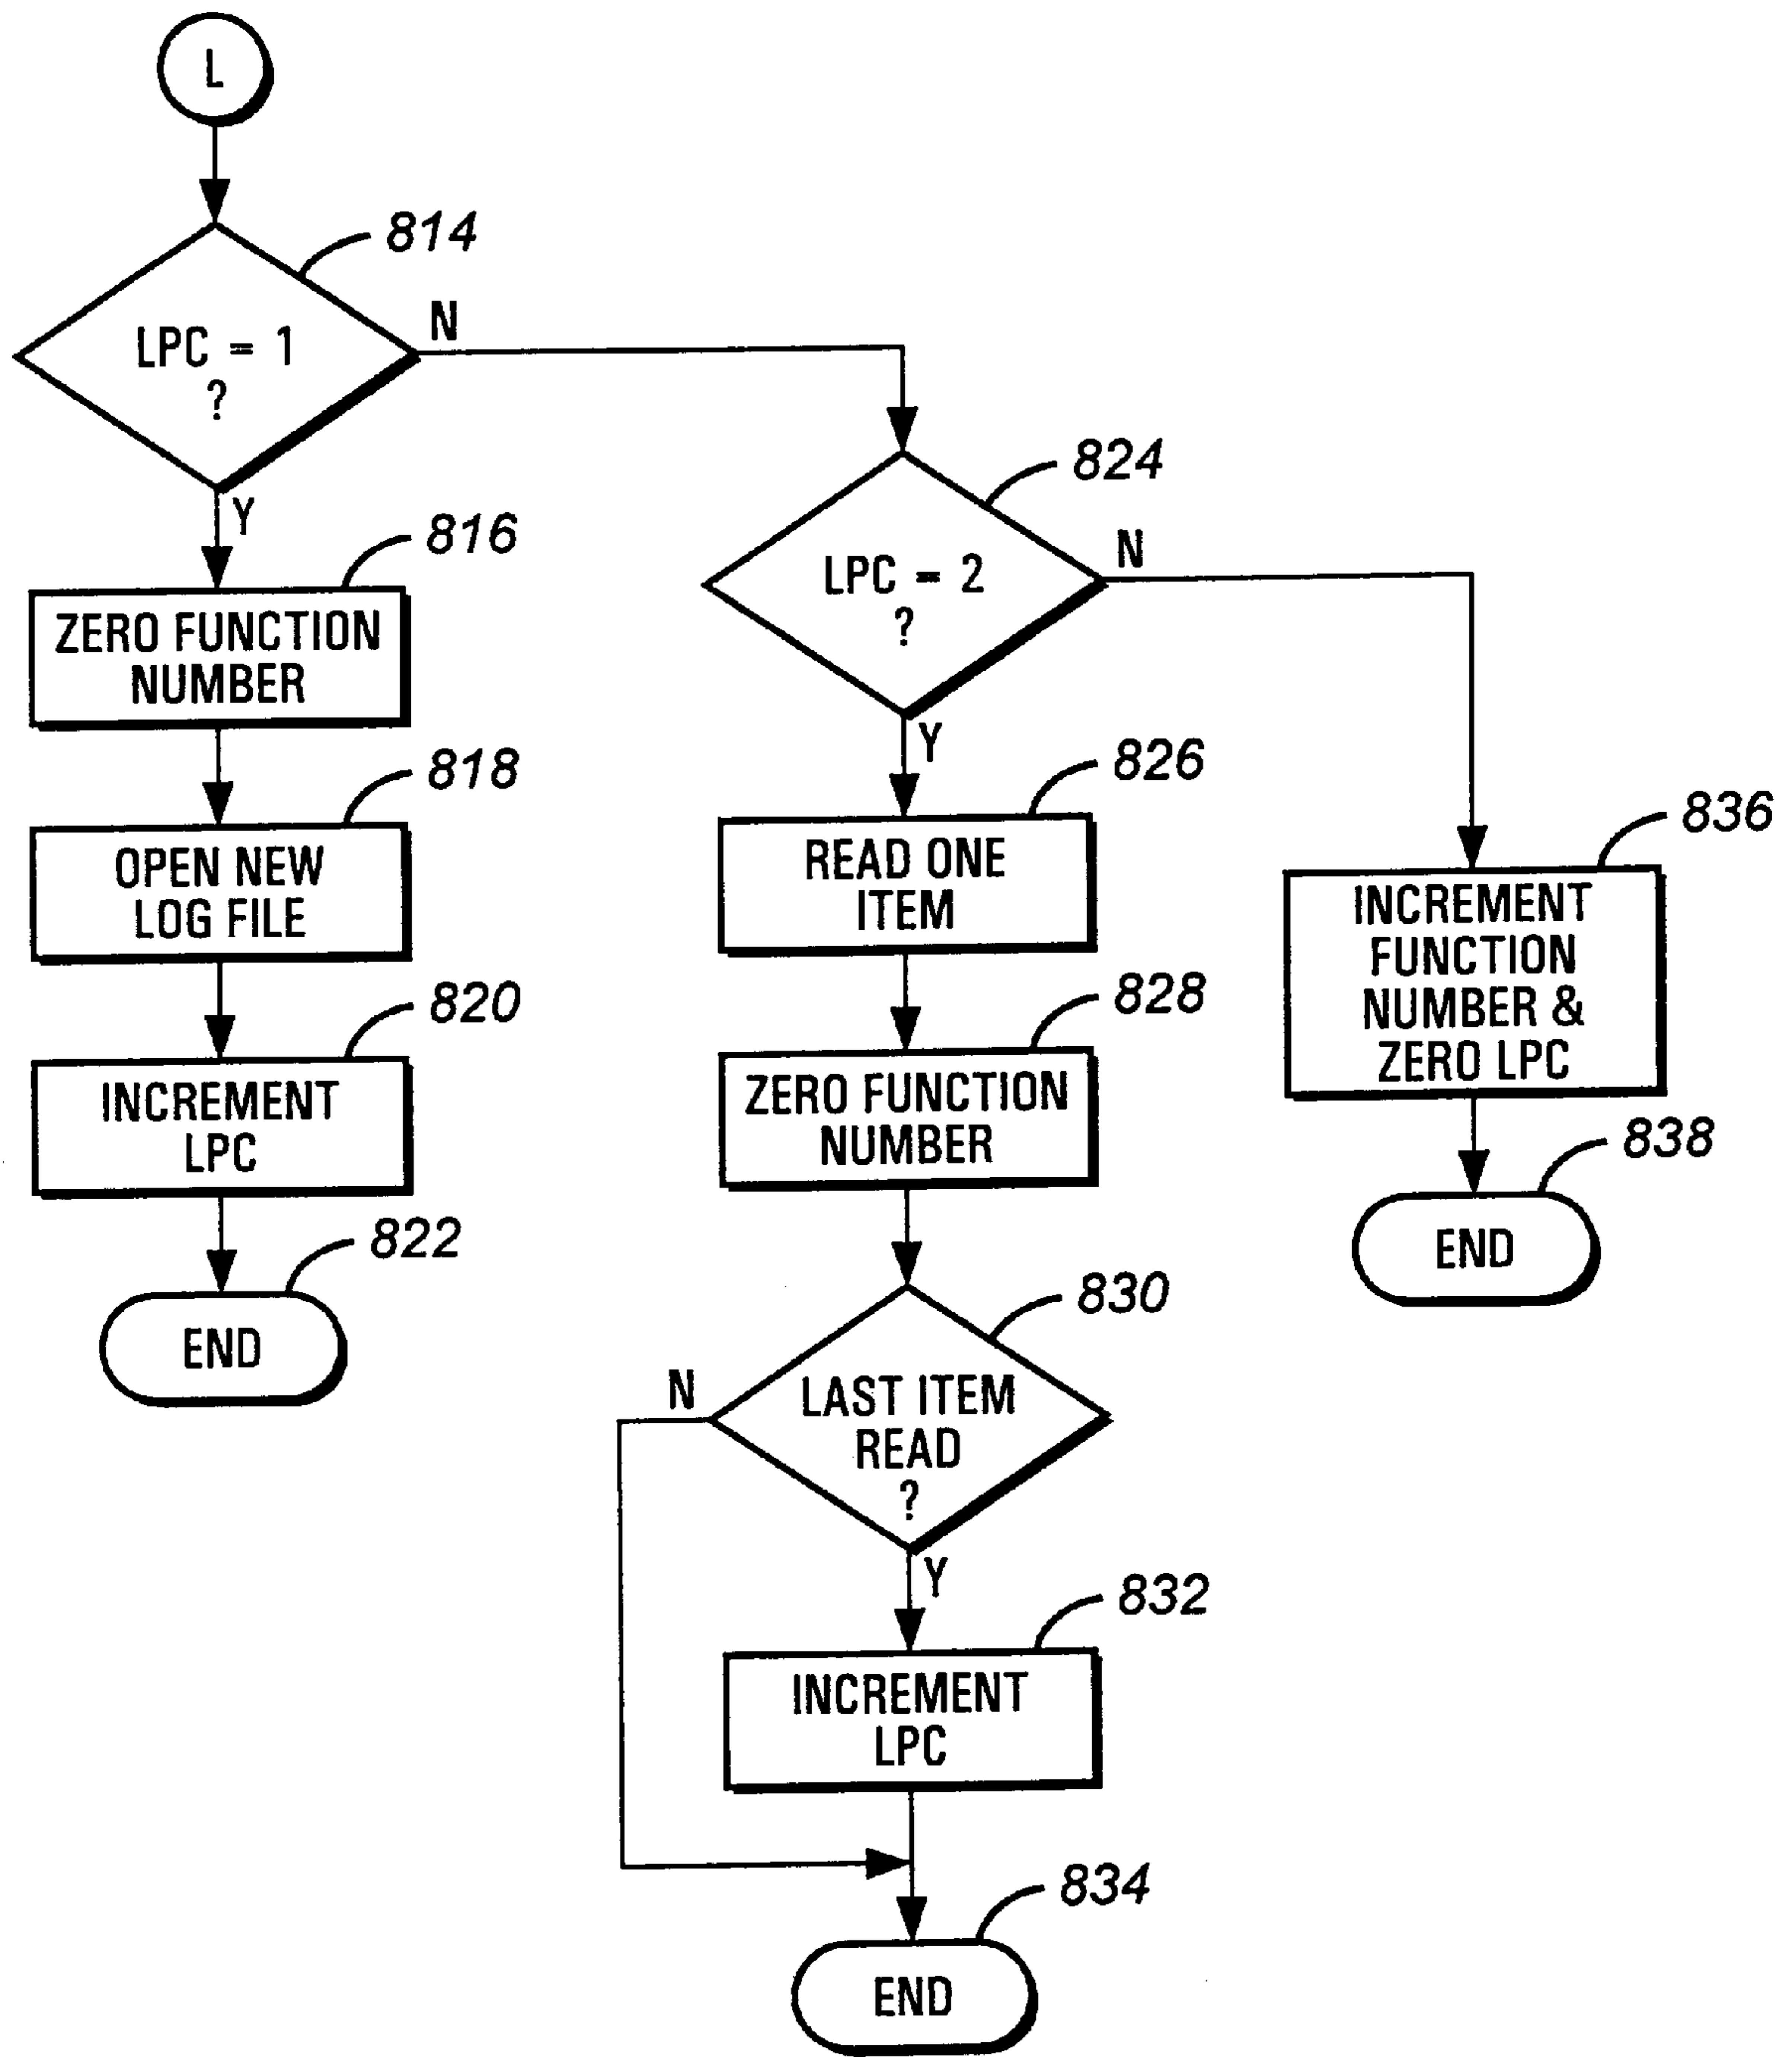 L
814
LPC = 1
?
N
Y
816
ZERO FUNCTION
NUMBER
818
OPEN NEW
LOG FILE
820
INCREMENT
LPC
822
END
824
LPC = 2
?
N
Y
826
READ ONE
ITEM
828
ZERO FUNCTION
NUMBER
830
LAST ITEM
READ
?
N
Y
832
INCREMENT
LPC
834
END
836
INCREMENT
FUNCTION
NUMBER &
ZERO LPC
838
END